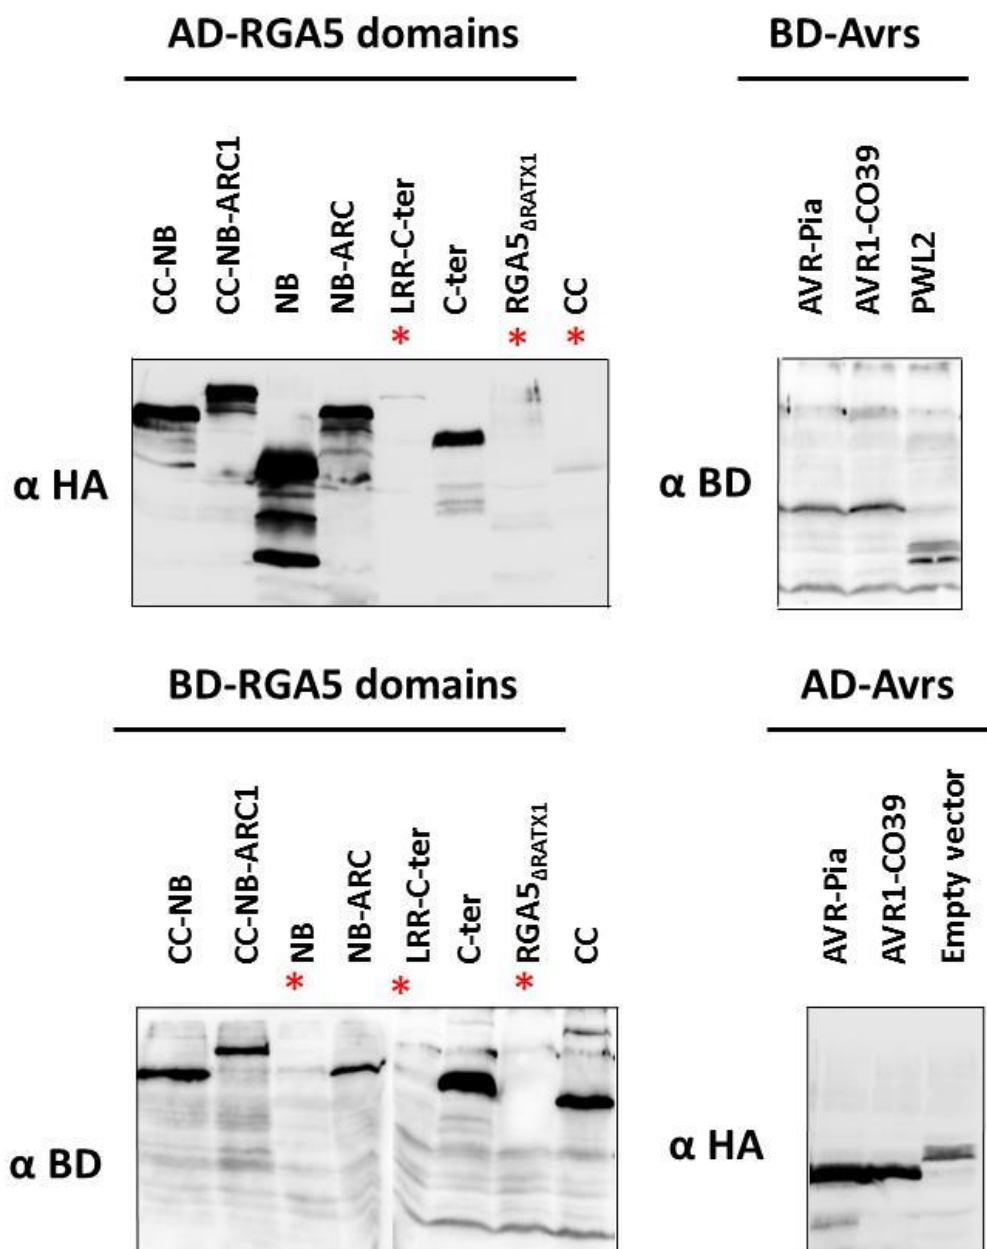 AD-RGA5 domains
BD-Avrs
CC-NB
CC-NB-ARC1
NB
NB-ARC
* LRR-C-ter
C-ter
* RGA5ΔRATX1
* CC
AVR-Pia
AVR1-CO39
PWL2
α HA
α BD
BD-RGA5 domains
AD-Avrs
CC-NB
CC-NB-ARC1
* NB
NB-ARC
* LRR-C-ter
C-ter
* RGA5ΔRATX1
CC
AVR-Pia
AVR1-CO39
Empty vector
α BD
α HA